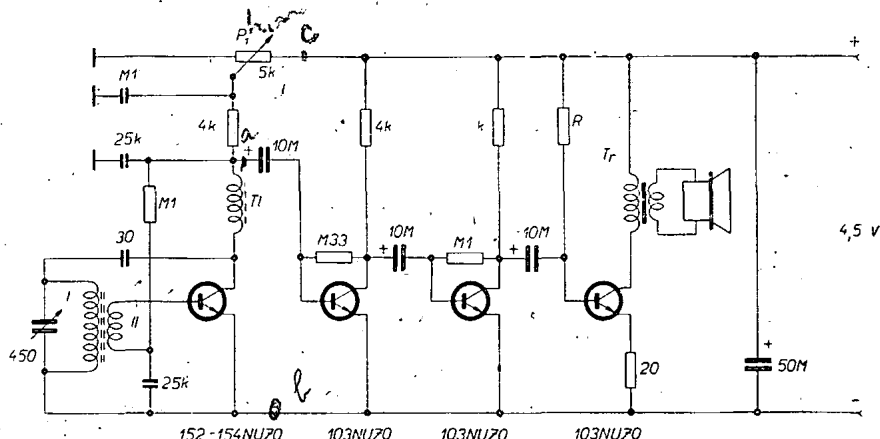 P1
5k
M1
4k
25k
a
+
10M
4k
k
R
Tr
+
M1
Tl
30
M33
+
10M
M1
+
10M
4,5 V
I
II
450
25k
b
20
+
50M
-
152-154NU70
103NU70
103NU70
103NU70